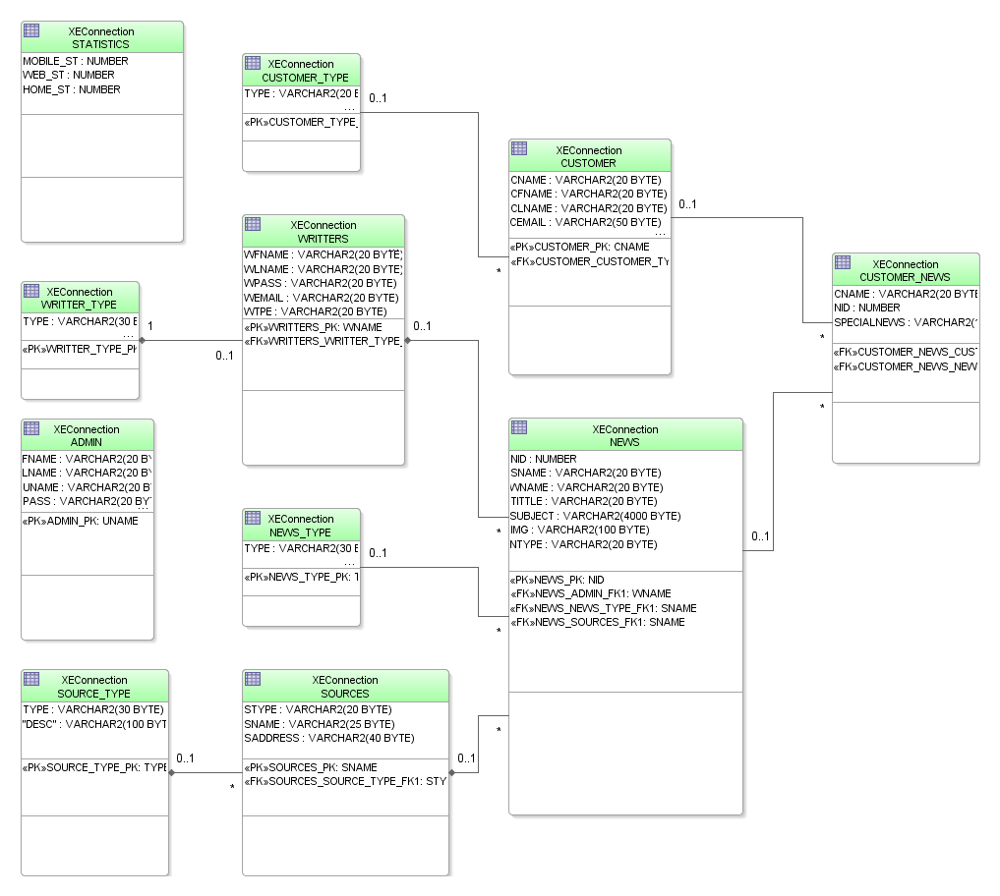 XEConnection
STATISTICS
MOBILE_ST : NUMBER
WEB_ST : NUMBER
HOME_ST : NUMBER
XEConnection
CUSTOMER_TYPE
TYPE : VARCHAR2(20 E
...
«PK»CUSTOMER_TYPE_
0..1
*
XEConnection
CUSTOMER
CNAME : VARCHAR2(20 BYTE)
CFNAME : VARCHAR2(20 BYTE)
CLNAME : VARCHAR2(20 BYTE)
CEMAIL : VARCHAR2(50 BYTE)
...
«PK»CUSTOMER_PK: CNAME
«FK»CUSTOMER_CUSTOMER_TY
0..1
*
XEConnection
CUSTOMER_NEWS
CNAME : VARCHAR2(20 BYTE
NID : NUMBER
SPECIALNEWS : VARCHAR2(1
«FK»CUSTOMER_NEWS_CUST
«FK»CUSTOMER_NEWS_NEW
XEConnection
WRITTERS
WFNAME : VARCHAR2(20 BYTE)
WLNAME : VARCHAR2(20 BYTE)
WPASS : VARCHAR2(20 BYTE)
WEMAIL : VARCHAR2(20 BYTE)
WTPE : VARCHAR2(20 BYTE)
«PK»WRITTERS_PK: WNAME
«FK»WRITTERS_WRITTER_TYPE_
0..1
*
XEConnection
WRITTER_TYPE
TYPE : VARCHAR2(30 E
...
«PK»WRITTER_TYPE_PK
1
0..1
XEConnection
ADMIN
FNAME : VARCHAR2(20 BY
LNAME : VARCHAR2(20 BY
UNAME : VARCHAR2(20 B
PASS : VARCHAR2(20 BY
...
«PK»ADMIN_PK: UNAME
XEConnection
NEWS_TYPE
TYPE : VARCHAR2(30 E
...
«PK»NEWS_TYPE_PK: T
0..1
*
XEConnection
NEWS
NID : NUMBER
SNAME : VARCHAR2(20 BYTE)
WNAME : VARCHAR2(20 BYTE)
TITTLE : VARCHAR2(20 BYTE)
SUBJECT : VARCHAR2(4000 BYTE)
IMG : VARCHAR2(100 BYTE)
NTYPE : VARCHAR2(20 BYTE)
«PK»NEWS_PK: NID
«FK»NEWS_ADMIN_FK1: WNAME
«FK»NEWS_NEWS_TYPE_FK1: SNAME
«FK»NEWS_SOURCES_FK1: SNAME
0..1
*
XEConnection
SOURCE_TYPE
TYPE : VARCHAR2(30 BYTE)
"DESC" : VARCHAR2(100 BYT
«PK»SOURCE_TYPE_PK: TYPE
0..1
*
XEConnection
SOURCES
STYPE : VARCHAR2(20 BYTE)
SNAME : VARCHAR2(25 BYTE)
SADDRESS : VARCHAR2(40 BYTE)
«PK»SOURCES_PK: SNAME
«FK»SOURCES_SOURCE_TYPE_FK1: STY
0..1
*